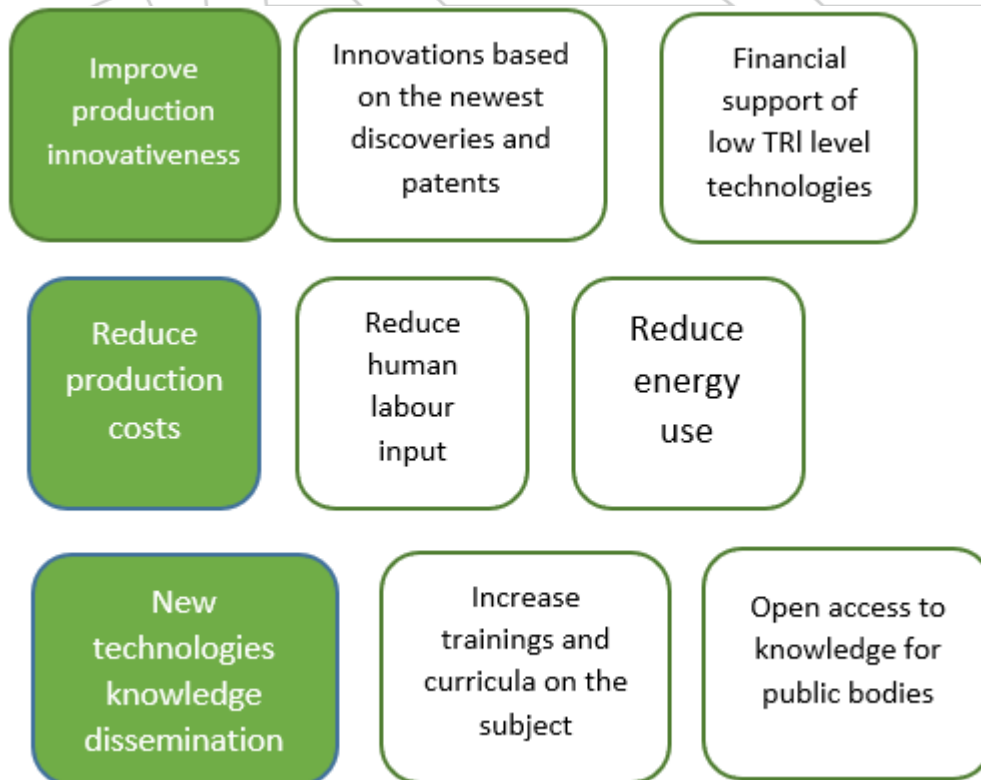 Improve
production
innovativeness
Innovations based
on the newest
discoveries and
patents
Financial
support of
low TRl level
technologies
Reduce
production
costs
Reduce
human
labour
input
Reduce
energy
use
New
technologies
knowledge
dissemination
Increase
trainings and
curricula on the
subject
Open access to
knowledge for
public bodies